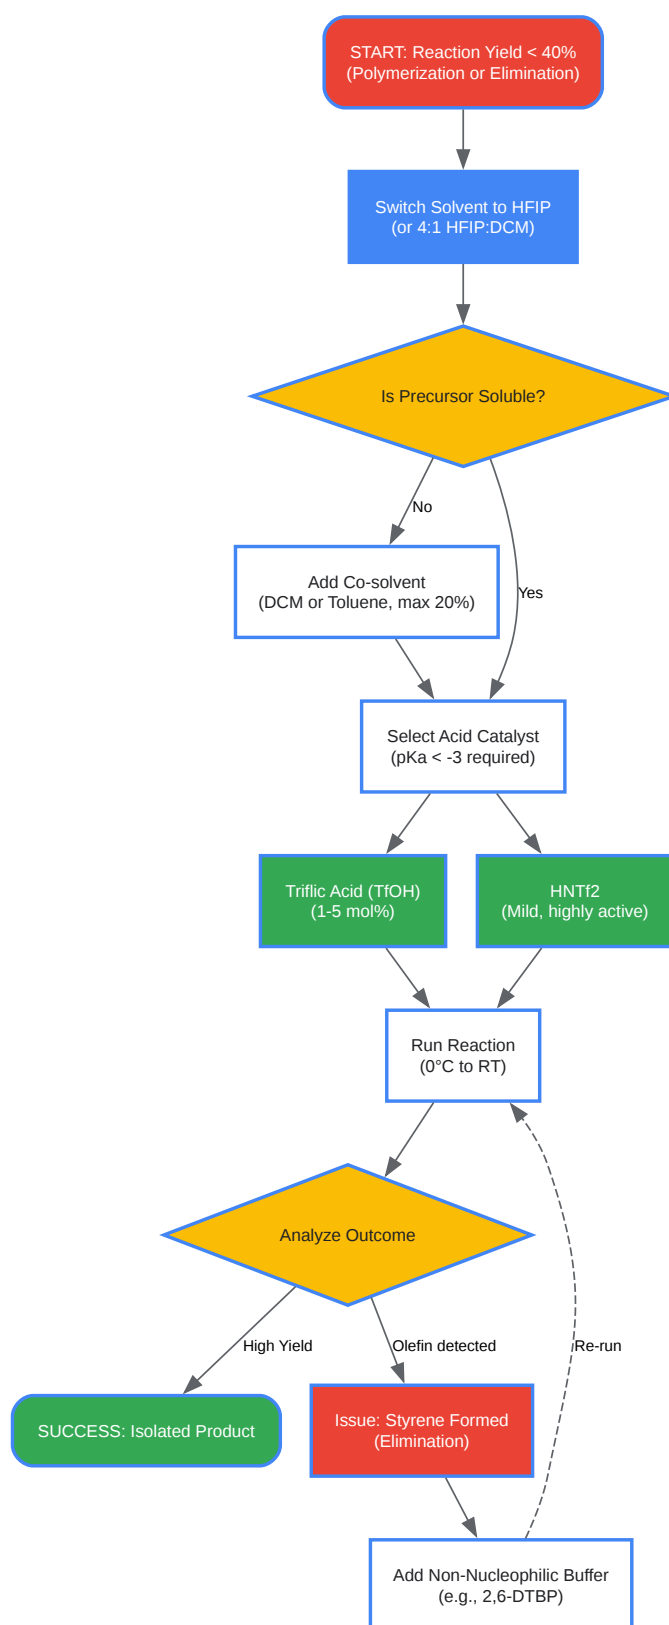 START: Reaction Yield < 40%
(Polymerization or Elimination)
Switch Solvent to HFIP
(or 4:1 HFIP:DCM)
Is Precursor Soluble?
No
Add Co-solvent
(DCM or Toluene, max 20%)
Yes
Select Acid Catalyst
(pKa < -3 required)
Triflic Acid (TfOH)
(1-5 mol%)
HNTf2
(Mild, highly active)
Run Reaction
(0°C to RT)
Analyze Outcome
High Yield
Olefin detected
Re-run
SUCCESS: Isolated Product
Issue: Styrene Formed
(Elimination)
Add Non-Nucleophilic Buffer
(e.g., 2,6-DTBP)